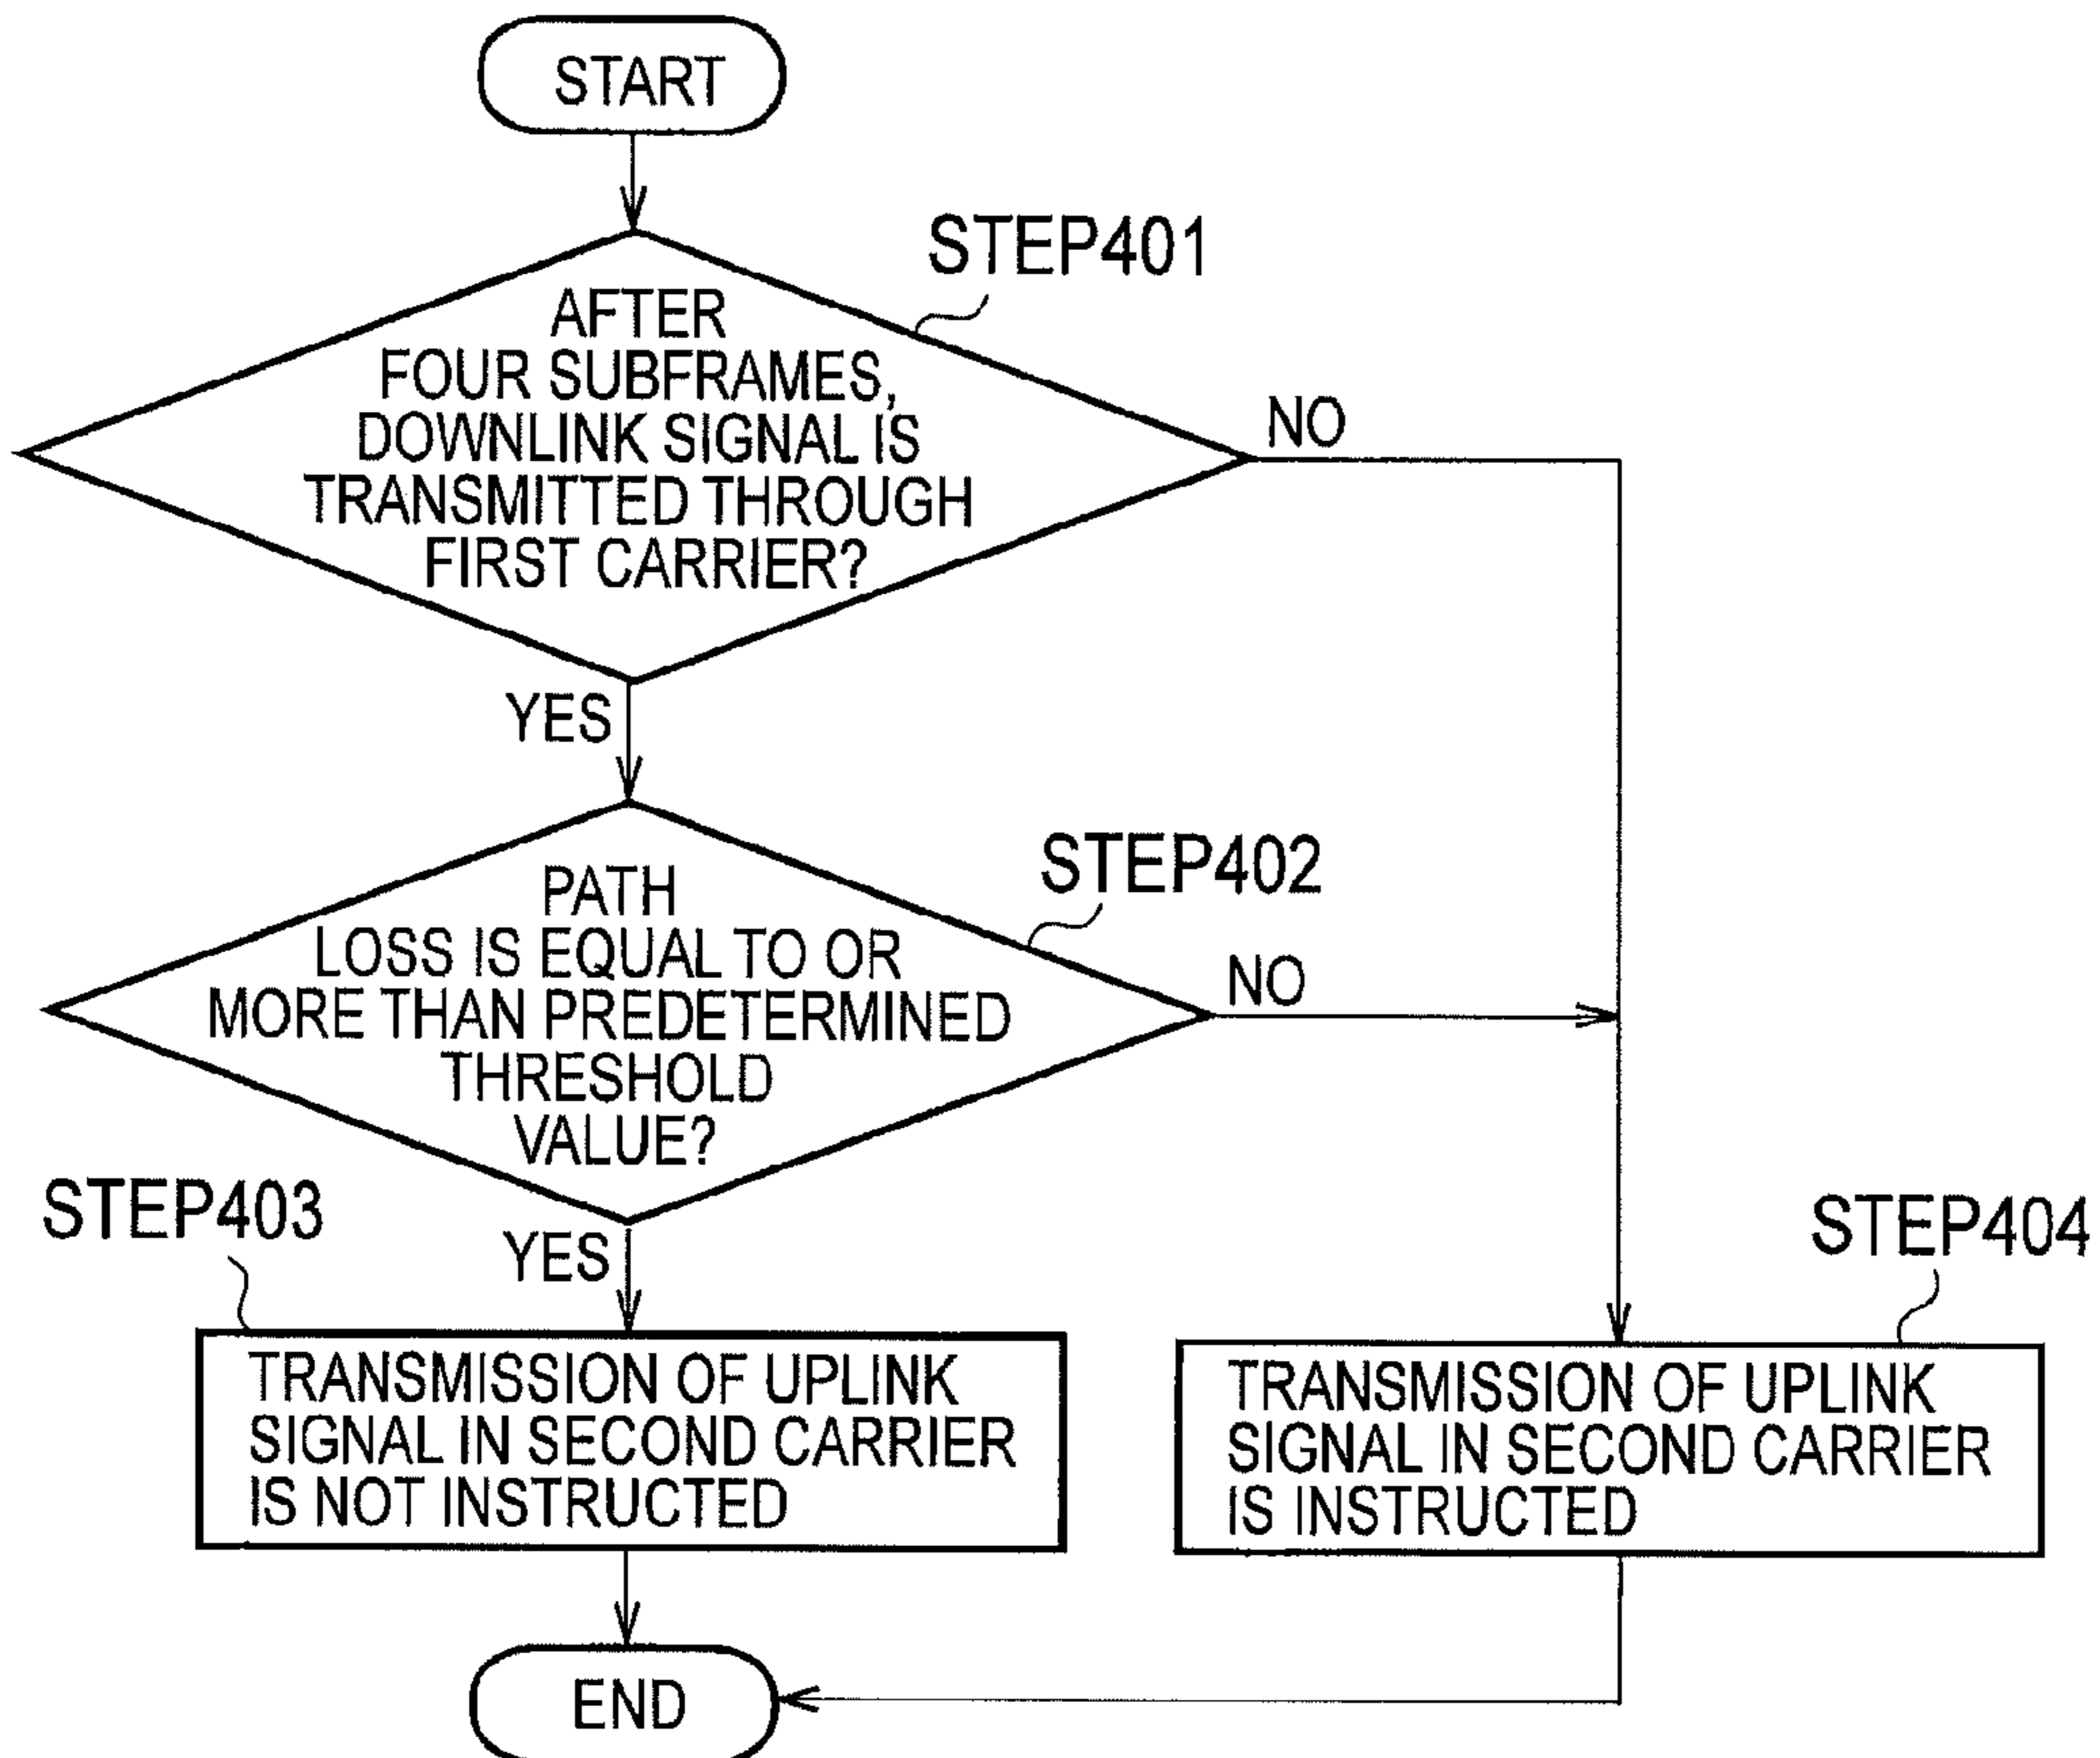 START
STEP401
AFTER
FOUR SUBFRAMES,
DOWNLINK SIGNAL IS
TRANSMITTED THROUGH
FIRST CARRIER?
NO
YES
STEP402
PATH
LOSS IS EQUAL TO OR
MORE THAN PREDETERMINED
THRESHOLD
VALUE?
NO
YES
STEP403
TRANSMISSION OF UPLINK
SIGNAL IN SECOND CARRIER
IS NOT INSTRUCTED
STEP404
TRANSMISSION OF UPLINK
SIGNAL IN SECOND CARRIER
IS INSTRUCTED
END